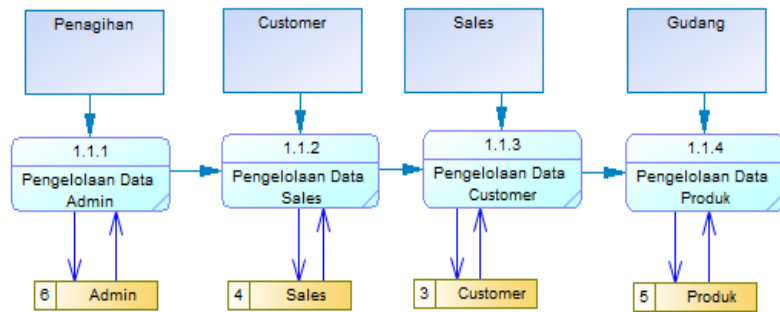 Penagihan
Customer
Sales
Gudang
1.1.1
1.1.2
1.1.3
1.1.4
Pengelolaan Data
Admin
Pengelolaan Data
Sales
Pengelolaan Data
Customer
Pengelolaan Data
Produk
6 Admin
4 Sales
3 Customer
5 Produk